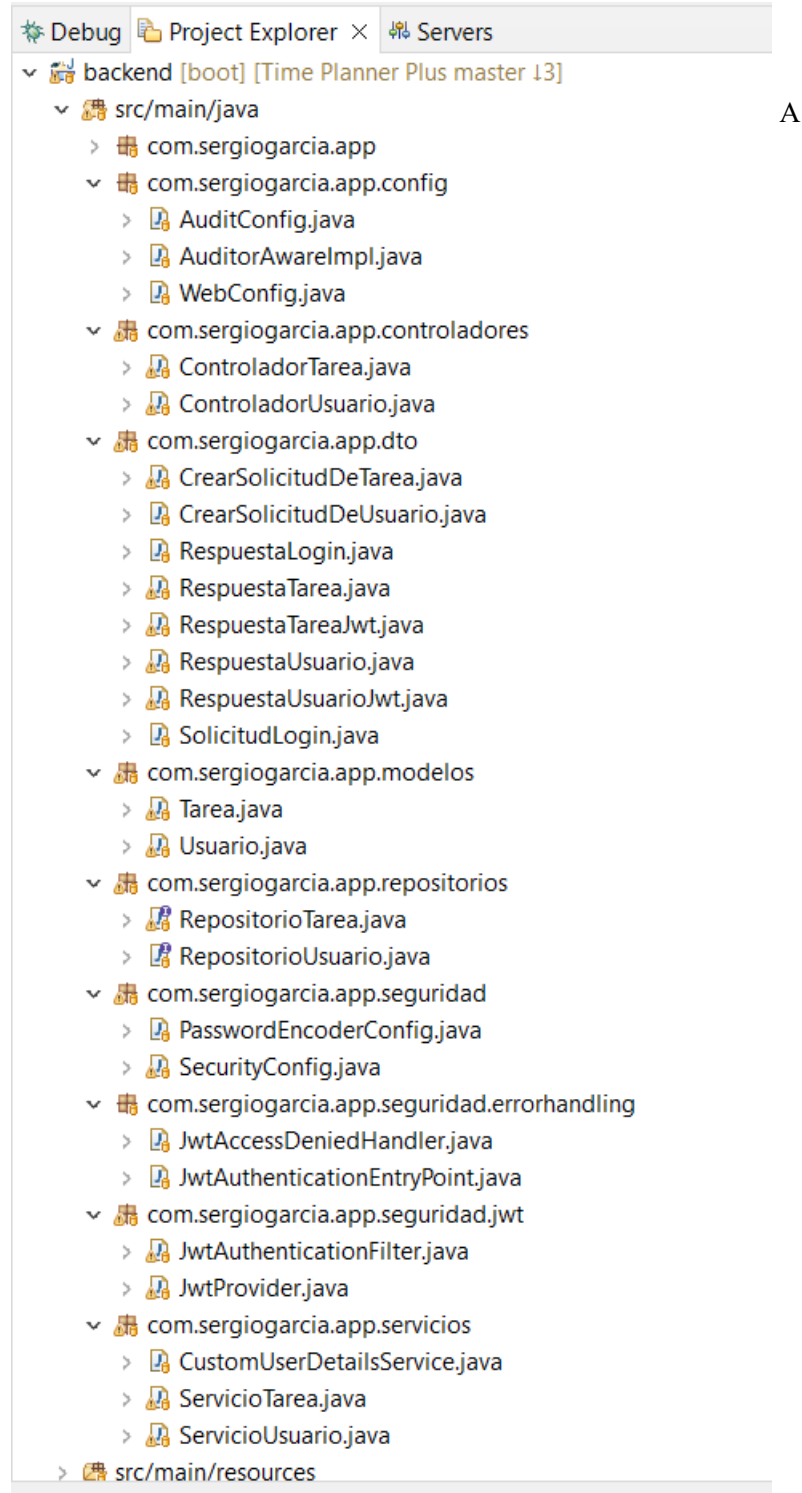 Debug Project Explorer × Servers
backend [boot] [Time Planner Plus master ↓3]
src/main/java
A
com.sergiogarcia.app
com.sergiogarcia.app.config
AuditConfig.java
AuditorAwareImpl.java
WebConfig.java
com.sergiogarcia.app.controladores
ControladorTarea.java
ControladorUsuario.java
com.sergiogarcia.app.dto
CrearSolicitudDeTarea.java
CrearSolicitudDeUsuario.java
RespuestaLogin.java
RespuestaTarea.java
RespuestaTareaJwt.java
RespuestaUsuario.java
RespuestaUsuarioJwt.java
SolicitudLogin.java
com.sergiogarcia.app.modelos
Tarea.java
Usuario.java
com.sergiogarcia.app.repositorios
RepositorioTarea.java
RepositorioUsuario.java
com.sergiogarcia.app.seguridad
PasswordEncoderConfig.java
SecurityConfig.java
com.sergiogarcia.app.seguridad.errorhandling
JwtAccessDeniedHandler.java
JwtAuthenticationEntryPoint.java
com.sergiogarcia.app.seguridad.jwt
JwtAuthenticationFilter.java
JwtProvider.java
com.sergiogarcia.app.servicios
CustomUserDetailsService.java
ServicioTarea.java
ServicioUsuario.java
src/main/resources